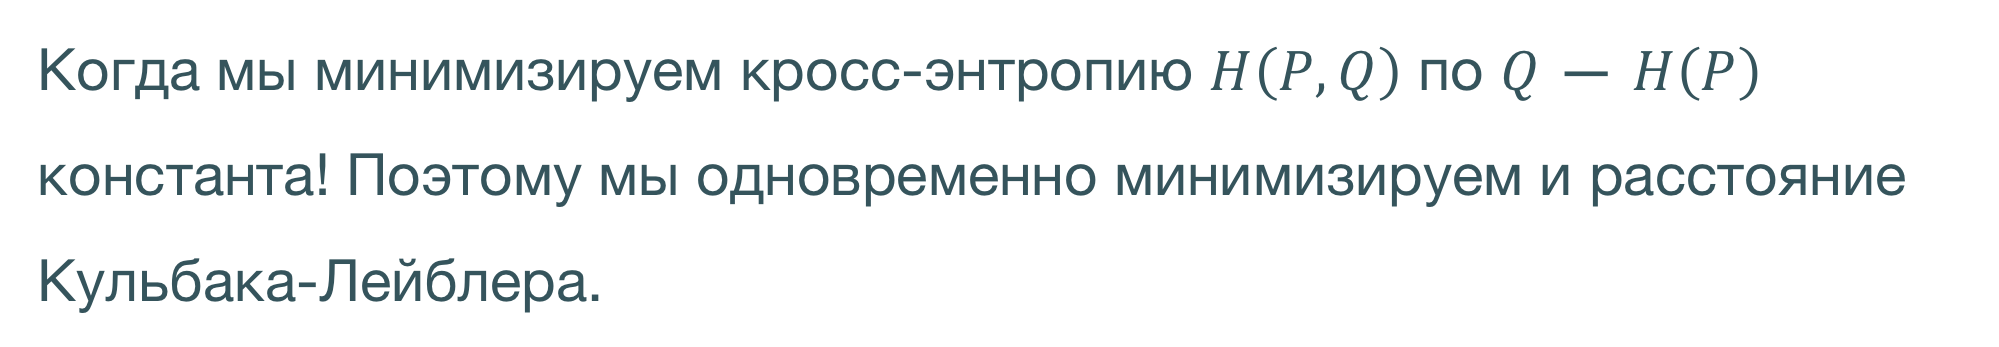 Когда мы минимизируем кросс-энтропию H(P, Q) по Q — H(P)
константа! Поэтому мы одновременно минимизируем и расстояние
Кульбака-Лейблера.